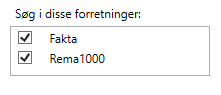 Søg i disse forretninger:
Fakta
Rema1000